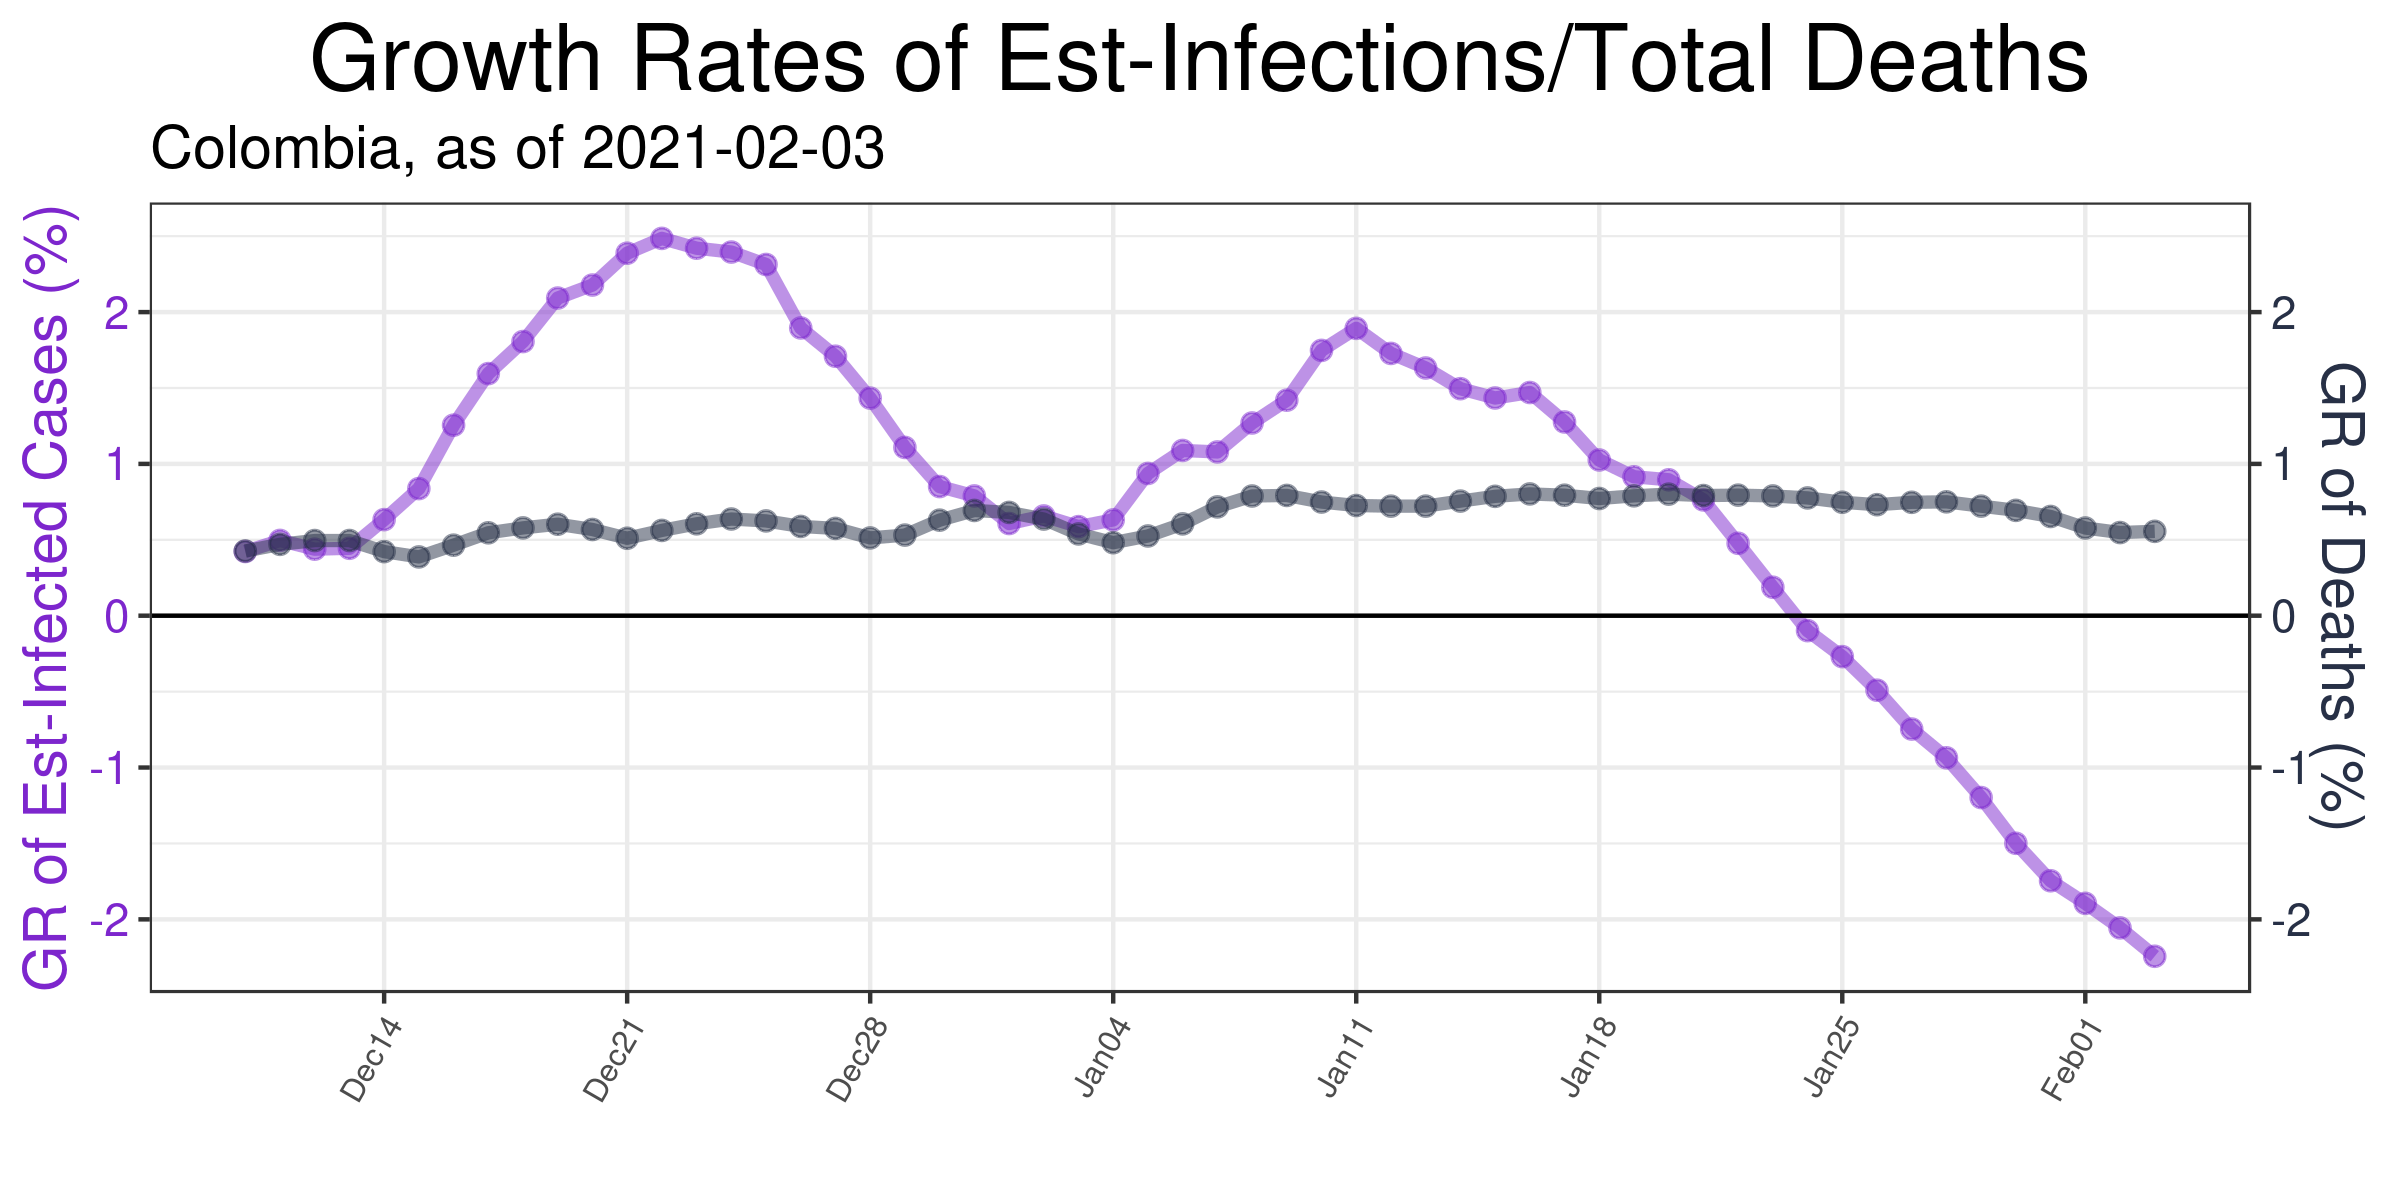 Growth Rates of Est-Infections/Total Deaths
Colombia, as of 2021-02-03
GR of Est-Infected Cases (%)
2
1
0
-1
-2
2
1
0
-1
-2
GR of Deaths (%)
Dec14
Dec21
Dec28
Jan04
Jan11
Jan18
Jan25
Feb01